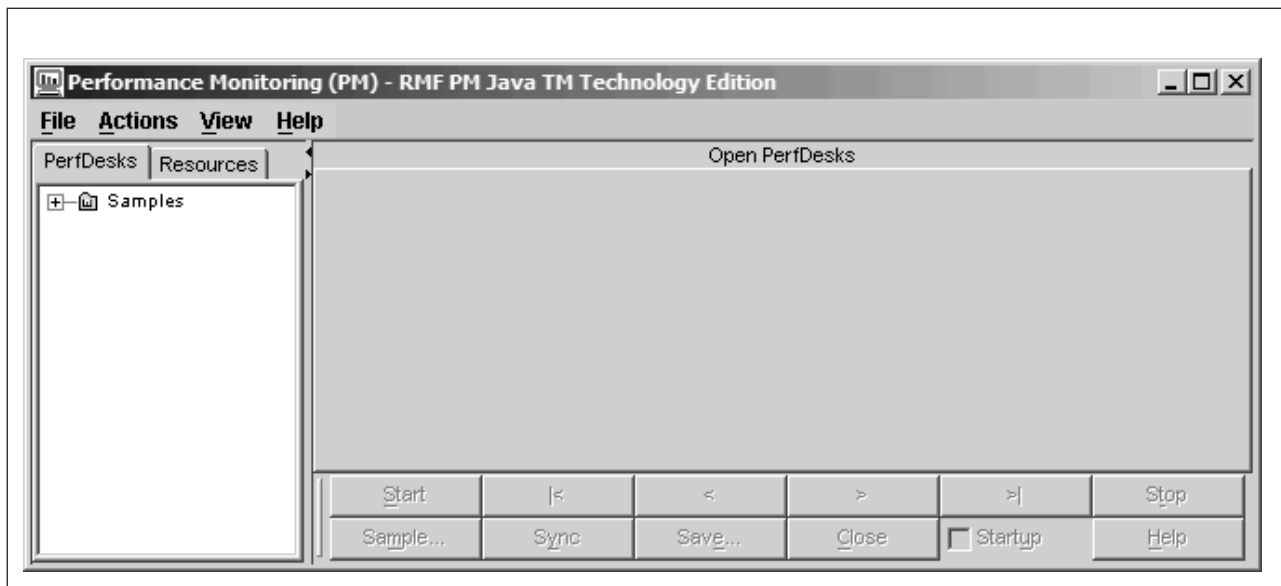 Performance Monitoring (PM) - RMF PM Java TM Technology Edition
File Actions View Help
PerfDesks Resources
Open PerfDesks
Samples
Start |< < > >| Stop
Sample... Sync Save... Close Startup Help